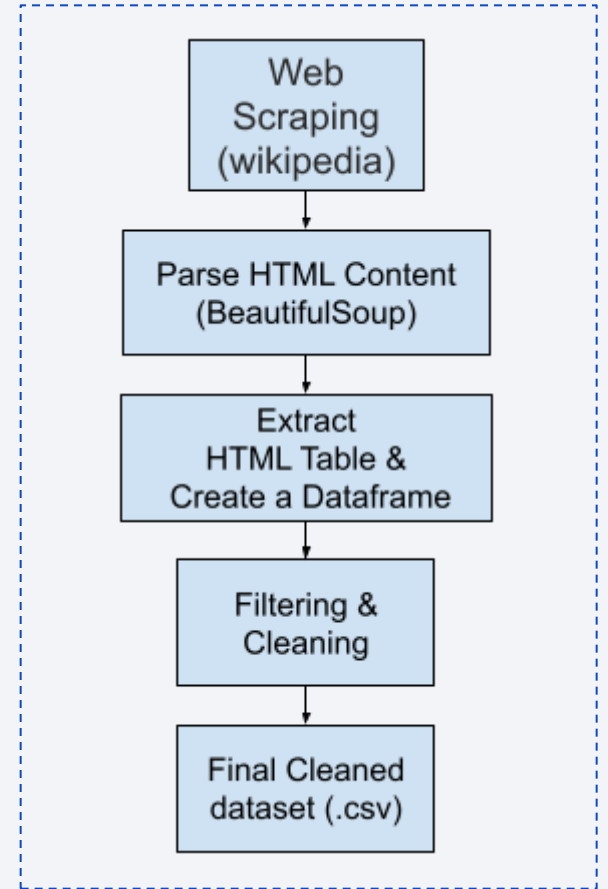 Web
Scraping
(wikipedia)
Parse HTML Content
(BeautifulSoup)
Extract
HTML Table &
Create a Dataframe
Filtering &
Cleaning
Final Cleaned
dataset (.csv)